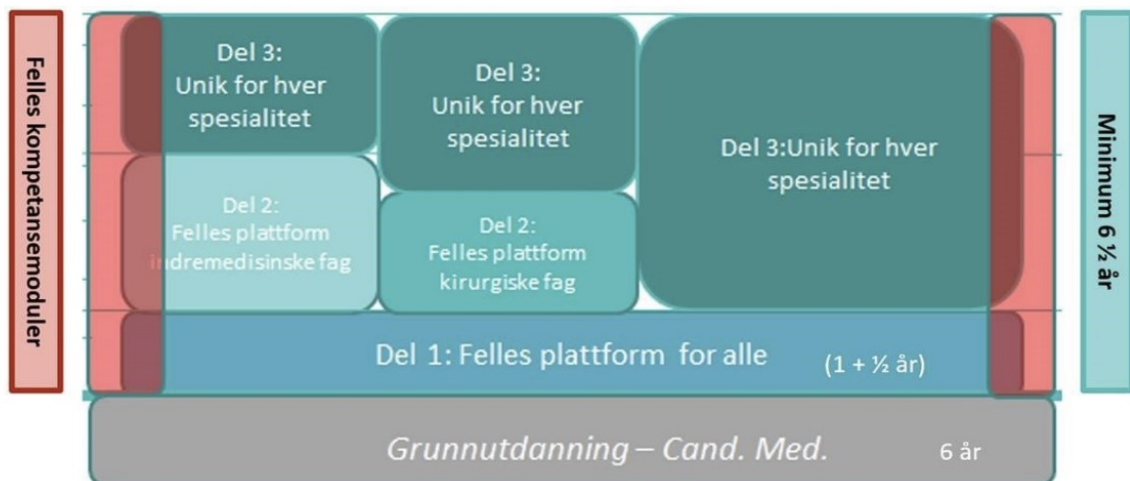 Felles kompetansemoduler
Del 3:
Unik for hver
spesialitet
Del 3:
Unik for hver
spesialitet
Del 3:Unik for hver
spesialitet
Del 2:
Felles plattform
indremedisinske fag
Del 2:
Felles plattform
kirurgiske fag
Del 1: Felles plattform for alle
(1 + ½ år)
Grunnutdanning – Cand. Med.
6 år
Minimum 6 ½ år